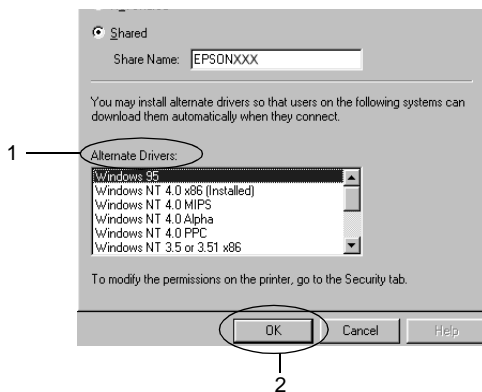 Shared
Share Name: EPSONXXX
You may install alternate drivers so that users on the following systems can
download them automatically when they connect.
1
Alternate Drivers:
Windows 95
Windows NT 4.0 x86 (Installed)
Windows NT 4.0 MIPS
Windows NT 4.0 Alpha
Windows NT 4.0 PPC
Windows NT 3.5 or 3.51 x86
To modify the permissions on the printer, go to the Security tab.
OK Cancel Help
2